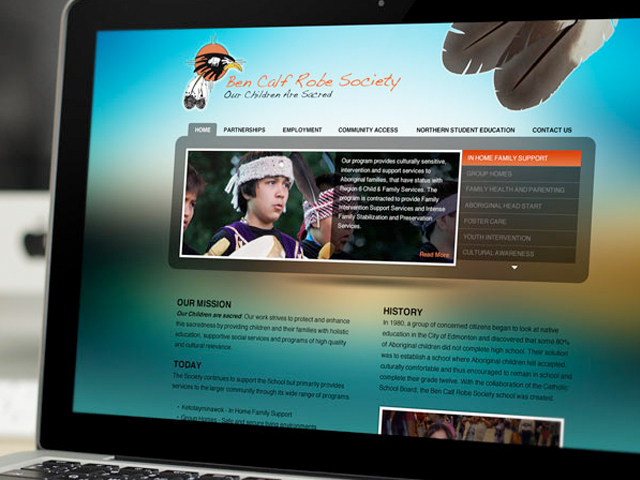 Ben Calf Robe Society
Our Children Are Sacred
HOME
PARTNERSHIPS
EMPLOYMENT
COMMUNITY ACCESS
NORTHERN STUDENT EDUCATION
CONTACT US
Our program provides culturally sensitive,
intervention and support services to
Aboriginal families, that have status with
Region 6 Child & Family Services. The
program is contracted to provide Family
Intervention Support Services and Intense
Family Stabilization and Preservation
Services.
Read More
IN HOME FAMILY SUPPORT
GROUP HOMES
FAMILY HEALTH AND PARENTING
ABORIGINAL HEAD START
FOSTER CARE
YOUTH INTERVENTION
CULTURAL AWARENESS
OUR MISSION
Our Children are sacred. Our work strives to protect and enhance
this sacredness by providing children and their families with holistic
education, supportive social services and programs of high quality
and cultural relevance.
TODAY
The Society continues to support the School but primarily provides
services to the larger community through its wide range of programs.
- In Home Family Support
Group Homes - Safe and secure living environments
HISTORY
In 1980, a group of concerned citizens began to look at native
education in the City of Edmonton and discovered that some 80%
of Aboriginal children did not complete high school. Their solution
was to establish a school where Aboriginal children felt accepted,
culturally comfortable and thus encouraged to remain in school and
complete their grade twelve. With the collaboration of the Catholic
School Board, the Ben Calf Robe Society school was created.